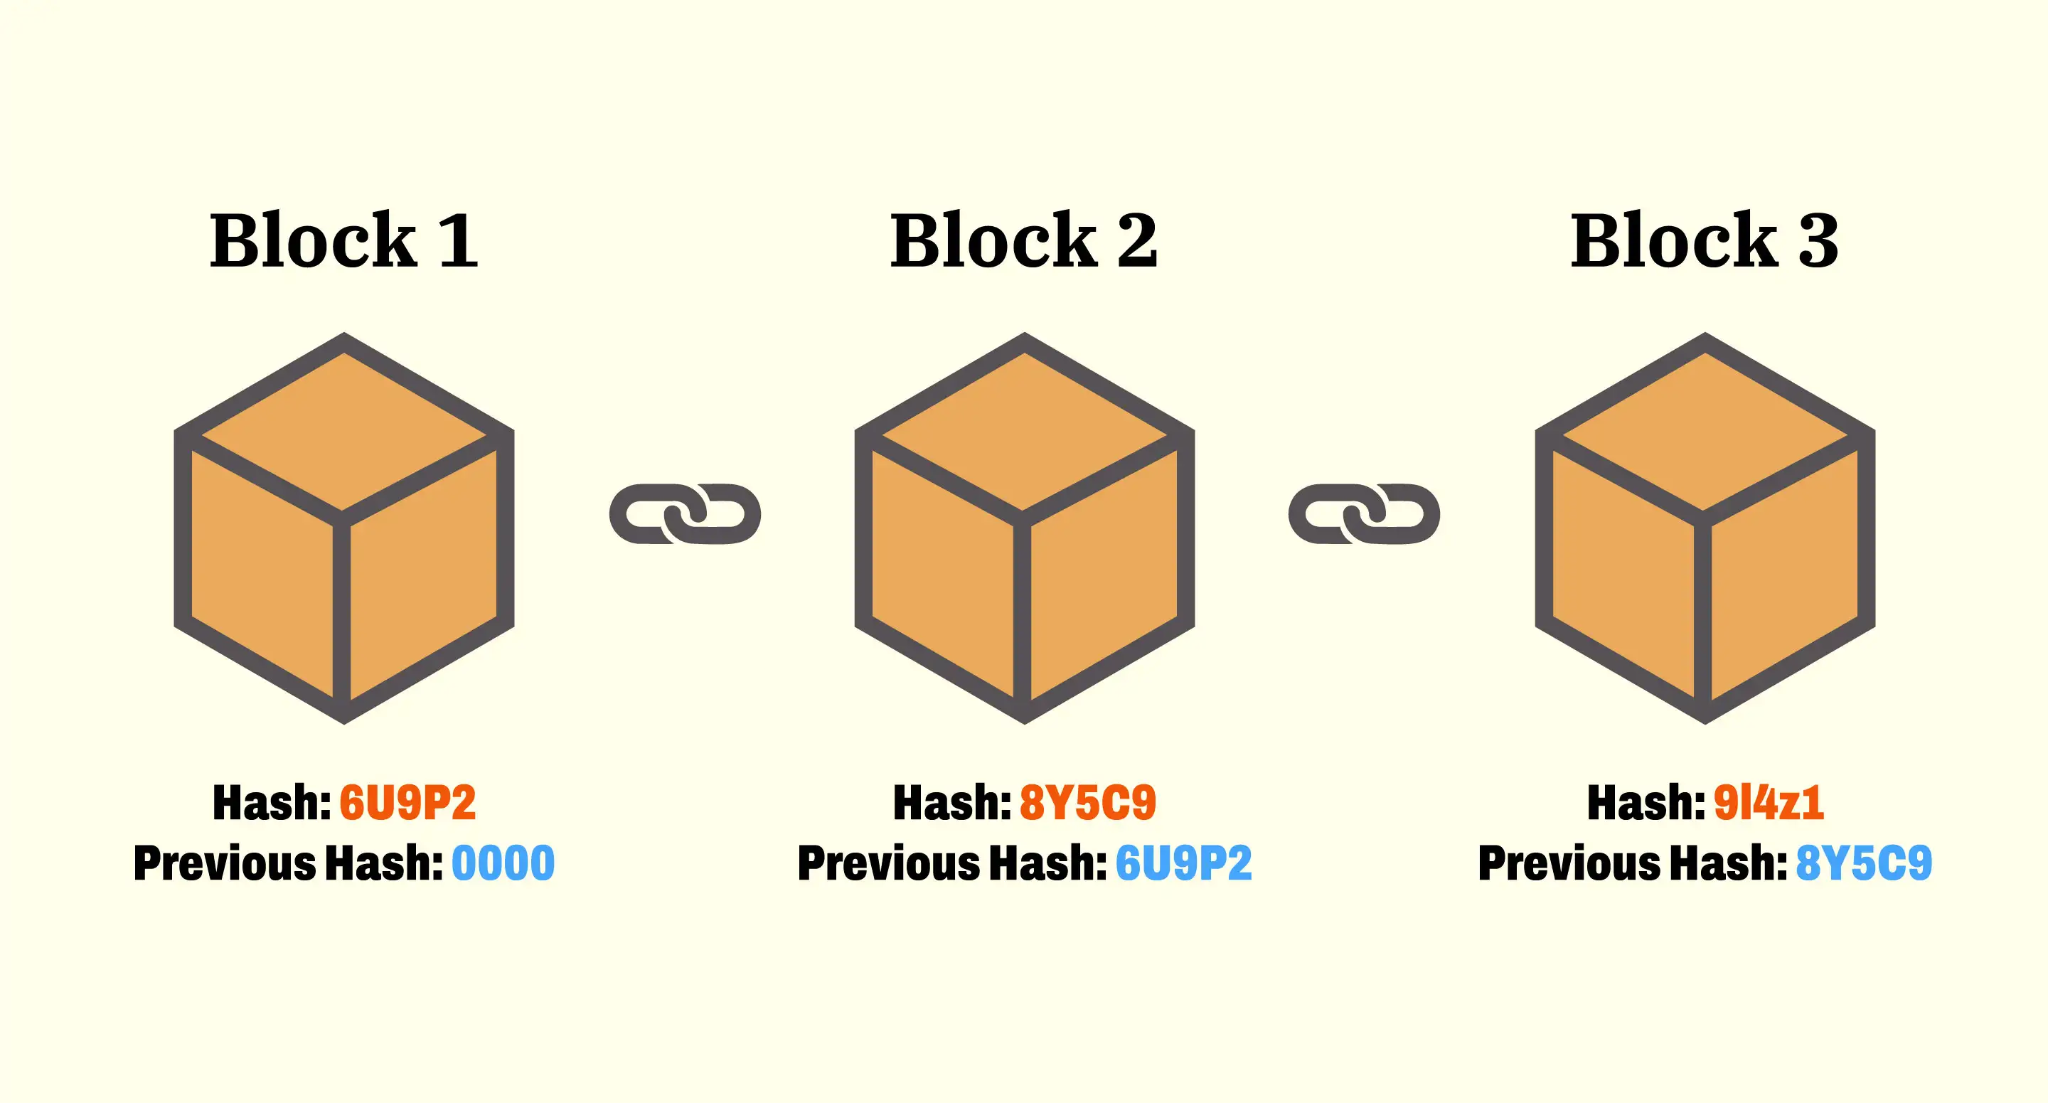 Block 1
Hash: 6U9P2
Previous Hash: 0000
Block 2
Hash: 8Y5C9
Previous Hash: 6U9P2
Block 3
Hash: 9l4z1
Previous Hash: 8Y5C9